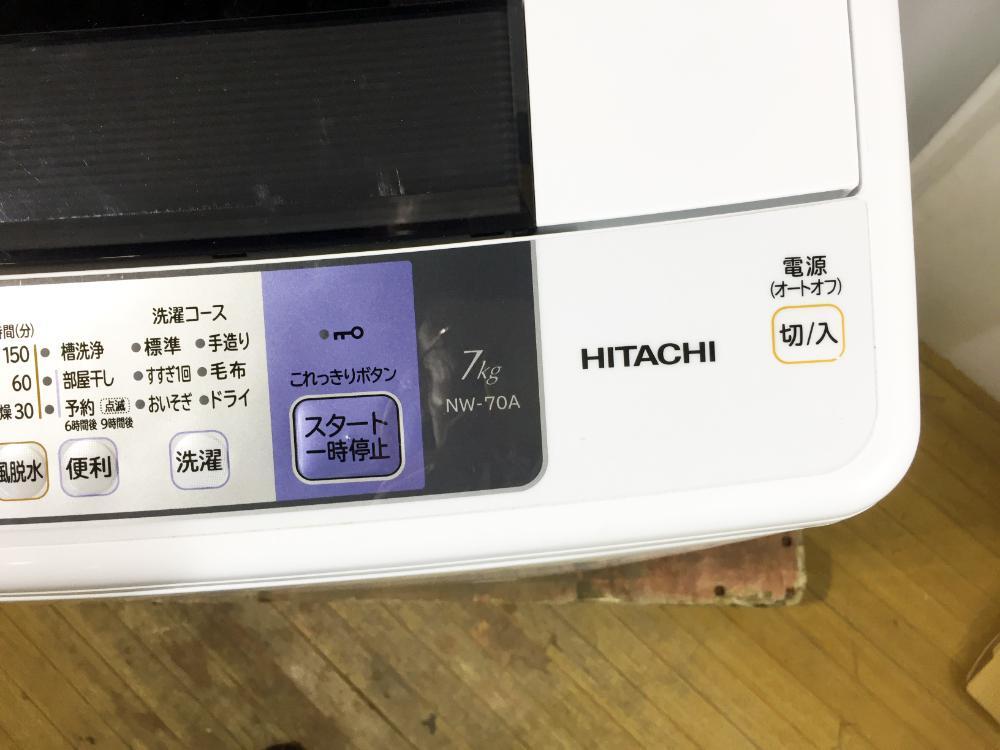 電源
(オートオフ)
切/入
HITACHI
7kg
NW-70A
これっきりボタン
スタート
一時停止
洗濯コース
標準 手造り
すすぎ1回 毛布
おいそぎ ドライ
槽洗浄
部屋干し
予約 点滅
6時間後 9時間後
間(分)
150
60
燥 30
風脱水
便利
洗濯